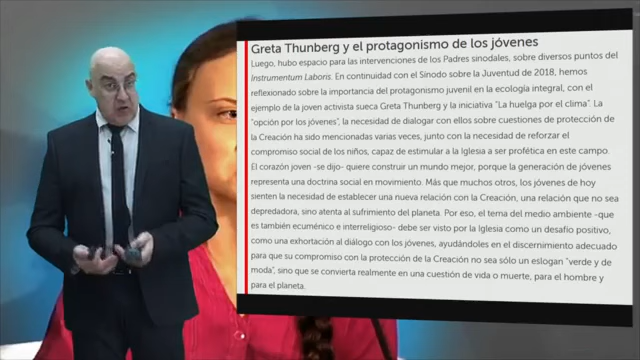 Greta Thunberg y el protagonismo de los jóvenes
Luego, hubo espacio para las intervenciones de los Padres sinodales, sobre diversos puntos del
Instrumentum Laboris. En continuidad con el Sínodo sobre la Juventud de 2018, hemos
reflexionado sobre la importancia del protagonismo juvenil en la ecología integral, con el
ejemplo de la joven activista sueca Greta Thunberg y la iniciativa "La huelga por el clima". La
"opción por los jóvenes", la necesidad de dialogar con ellos sobre cuestiones de protección de
la Creación ha sido mencionadas varias veces, junto con la necesidad de reforzar el
compromiso social de los niños, capaz de estimular a la Iglesia a ser profética en este campo.
El corazón joven -se dijo- quiere construir un mundo mejor, porque la generación de jóvenes
representa una doctrina social en movimiento. Más que muchos otros, los jóvenes de hoy
sienten la necesidad de establecer una nueva relación con la Creación, una relación que no sea
depredadora, sino atenta al sufrimiento del planeta. Por eso, el tema del medio ambiente -que
es también ecuménico e interreligioso- debe ser visto por la Iglesia como un desafío positivo,
como una exhortación al diálogo con los jóvenes, ayudándoles en el discernimiento adecuado
para que su compromiso con la protección de la Creación no sea sólo un eslogan "verde y de
moda", sino que se convierta realmente en una cuestión de vida o muerte, para el hombre y
para el planeta.